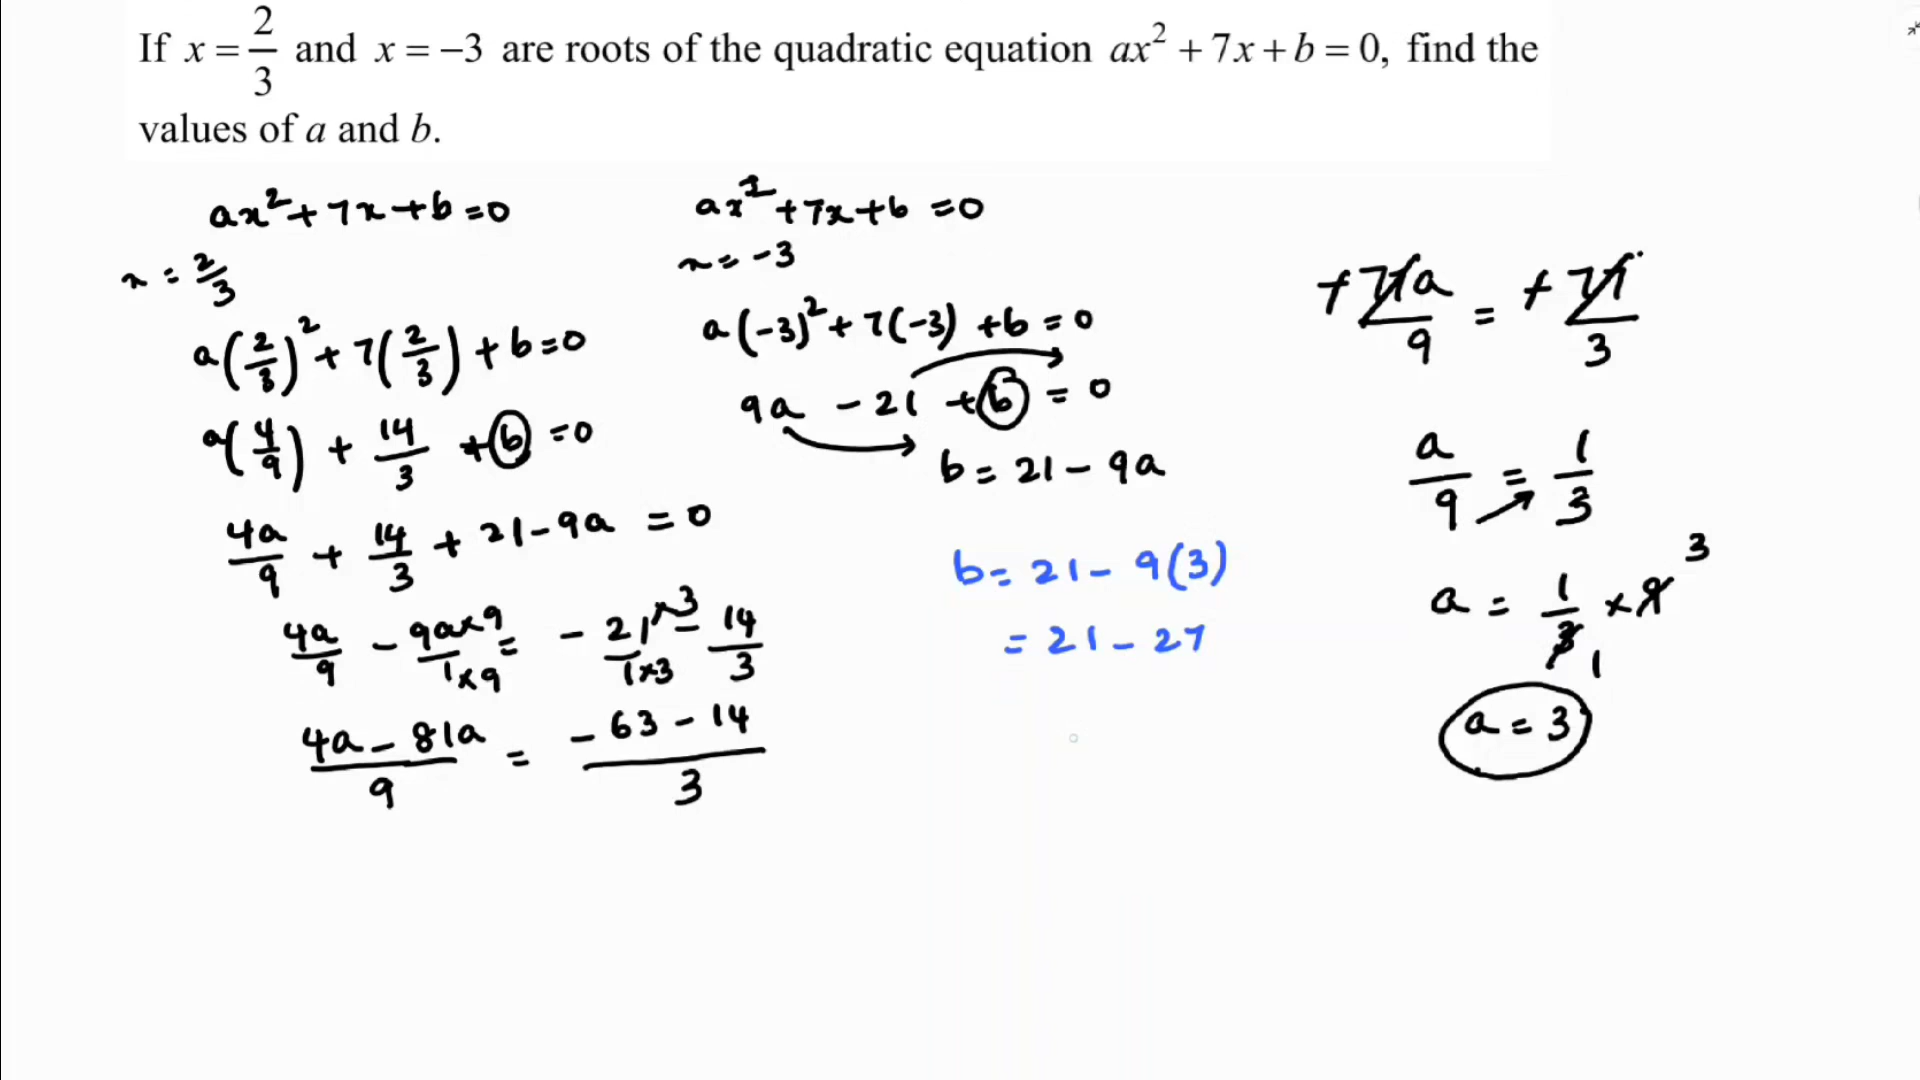 If x = 2/3 and x = −3 are roots of the quadratic equation ax² + 7x + b = 0, find the
values of a and b.
ax² + 7x + b = 0
x = 2/3
a(2/3)² + 7(2/3) + b = 0
a(4/9) + 14/3 + b = 0
4a/9 + 14/3 + 21 - 9a = 0
4a/9 - 9a×9/1×9 = - 21×3/1×3 - 14/3
4a - 81a/9 = - 63 - 14/3
ax² + 7x + b = 0
x = -3
a(-3)² + 7(-3) + b = 0
9a - 21 + b = 0
b = 21 - 9a
b = 21 - 9(3)
= 21 - 27
+77a/9 = +77/3
a/9 = 1/3
a = 1/3 × 9 3
1
a = 3